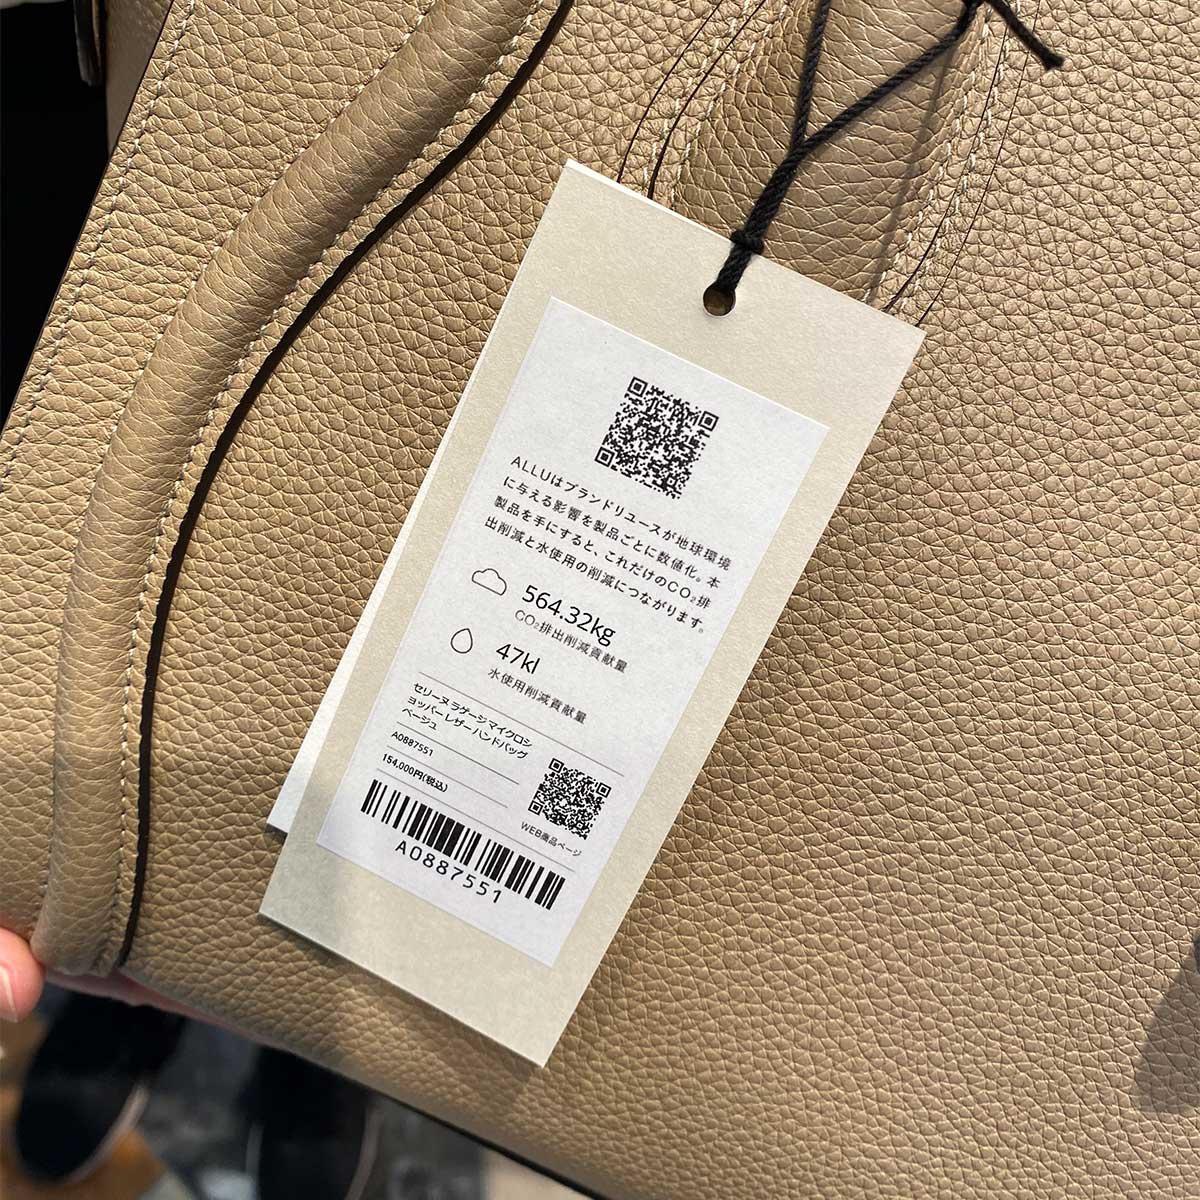 ALLUはブランドリユースが地球環境
に与える影響を製品ごとに数値化。本
製品を手にすると、これだけのCO₂排
出削減と水使用の削減につながります。
564.32kg
CO₂排出削減貢献量
47kl
水使用削減貢献量
セリーヌ ラゲージ マイクロシ
ョッパー レザー ハンドバッグ
ベージュ
A0887551
154,000円(税込)
WEB商品ページ
A0887551